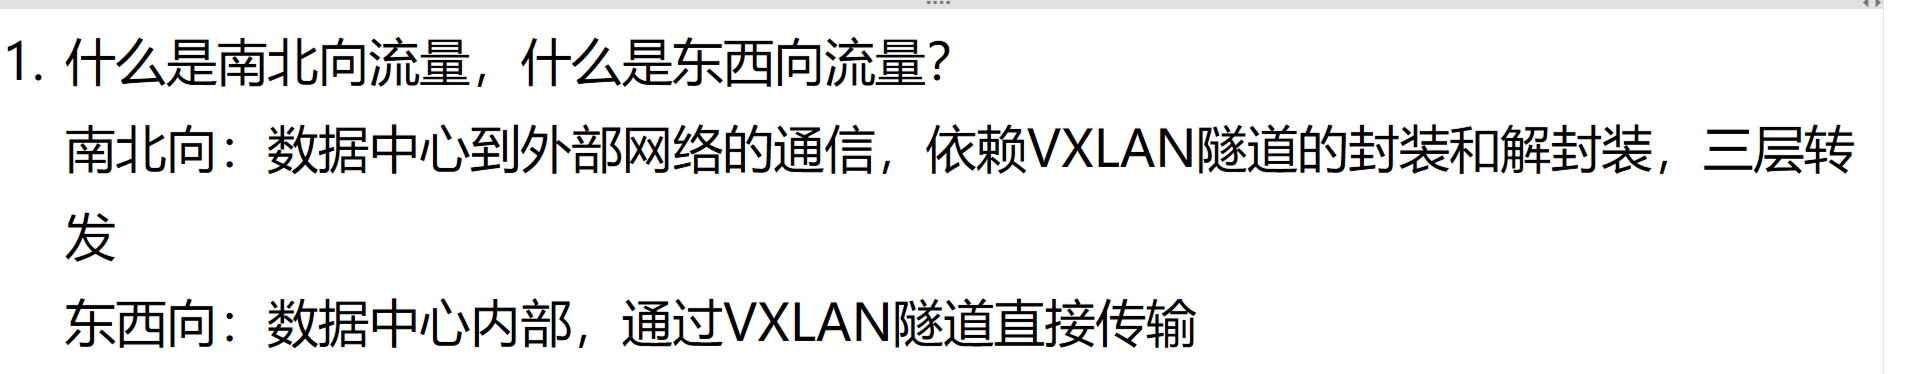 1. 什么是南北向流量，什么是东西向流量？
南北向：数据中心到外部网络的通信，依赖VXLAN隧道的封装和解封装，三层转
发
东西向：数据中心内部，通过VXLAN隧道直接传输